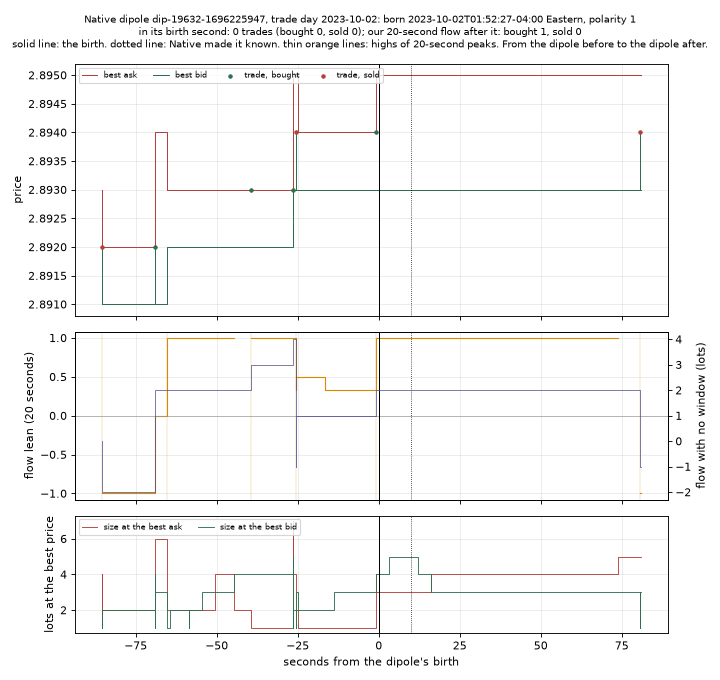 Native dipole dip-19632-1696225947, trade day 2023-10-02: born 2023-10-02T01:52:27-04:00 Eastern, polarity 1
in its birth second: 0 trades (bought 0, sold 0); our 20-second flow after it: bought 1, sold 0
solid line: the birth. dotted line: Native made it known. thin orange lines: highs of 20-second peaks. From the dipole before to the dipole after.
best ask best bid trade, bought trade, sold
2.8950
2.8945
2.8940
2.8935
2.8930
2.8925
2.8920
2.8915
2.8910
price
1.0
0.5
0.0
−0.5
−1.0
flow lean (20 seconds)
4
3
2
1
0
−1
−2
flow with no window (lots)
size at the best ask size at the best bid
6
4
2
lots at the best price
−75 −50 −25 0 25 50 75
seconds from the dipole's birth